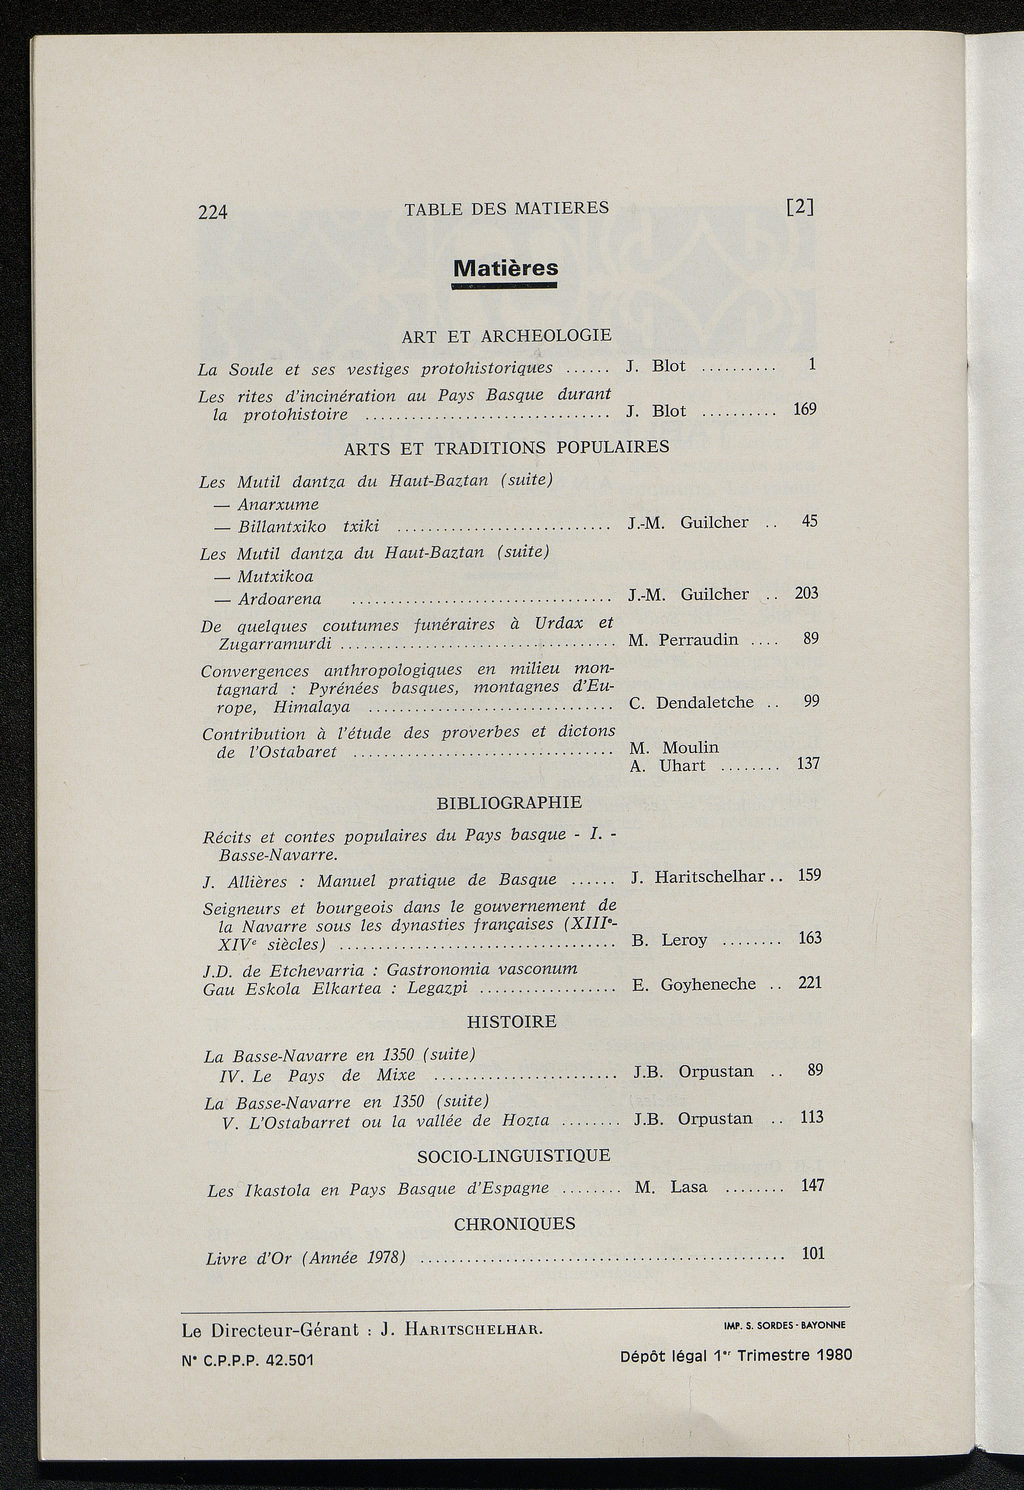 224 TABLE DES MATIERES [2]
Matières
ART ET ARCHEOLOGIE
La Soule et ses vestiges protohistoriques ...... J. Blot .......... 1
Les rites d'incinération au Pays Basque durant
la protohistoire ................................ J. Blot .......... 169
ARTS ET TRADITIONS POPULAIRES
Les Mutil dantza du Haut-Baztan (suite)
— Anarxume
— Billantxiko txiki ............................ J.-M. Guilcher .. 45
Les Mutil dantza du Haut-Baztan (suite)
— Mutxikoa
— Ardoarena .................................. J.-M. Guilcher .. 203
De quelques coutumes funéraires à Urdax et
Zugarramurdi .................................... M. Perraudin .... 89
Convergences anthropologiques en milieu mon-
tagnard : Pyrénées basques, montagnes d'Eu-
rope, Himalaya ................................ C. Dendaletche .. 99
Contribution à l'étude des proverbes et dictons
de l'Ostabaret .................................. M. Moulin
A. Uhart ........ 137
BIBLIOGRAPHIE
Récits et contes populaires du Pays basque - I. -
Basse-Navarre.
J. Allières : Manuel pratique de Basque ...... J. Haritschelhar.. 159
Seigneurs et bourgeois dans le gouvernement de
la Navarre sous les dynasties françaises (XIIIe-
XIVe siècles) .................................... B. Leroy ........ 163
J.D. de Etchevarria : Gastronomia vasconum
Gau Eskola Elkartea : Legazpi .................. E. Goyheneche .. 221
HISTOIRE
La Basse-Navarre en 1350 (suite)
IV. Le Pays de Mixe ........................ J.B. Orpustan .. 89
La Basse-Navarre en 1350 (suite)
V. L'Ostabarret ou la vallée de Hozta ........ J.B. Orpustan .. 113
SOCIO-LINGUISTIQUE
Les Ikastola en Pays Basque d'Espagne ........ M. Lasa ........ 147
CHRONIQUES
Livre d'Or (Année 1978) ................................................ 101
Le Directeur-Gérant : J. HARITSCHELHAR. IMP. S. SORDES - BAYONNE
N° C.P.P.P. 42.501 Dépôt légal 1er Trimestre 1980